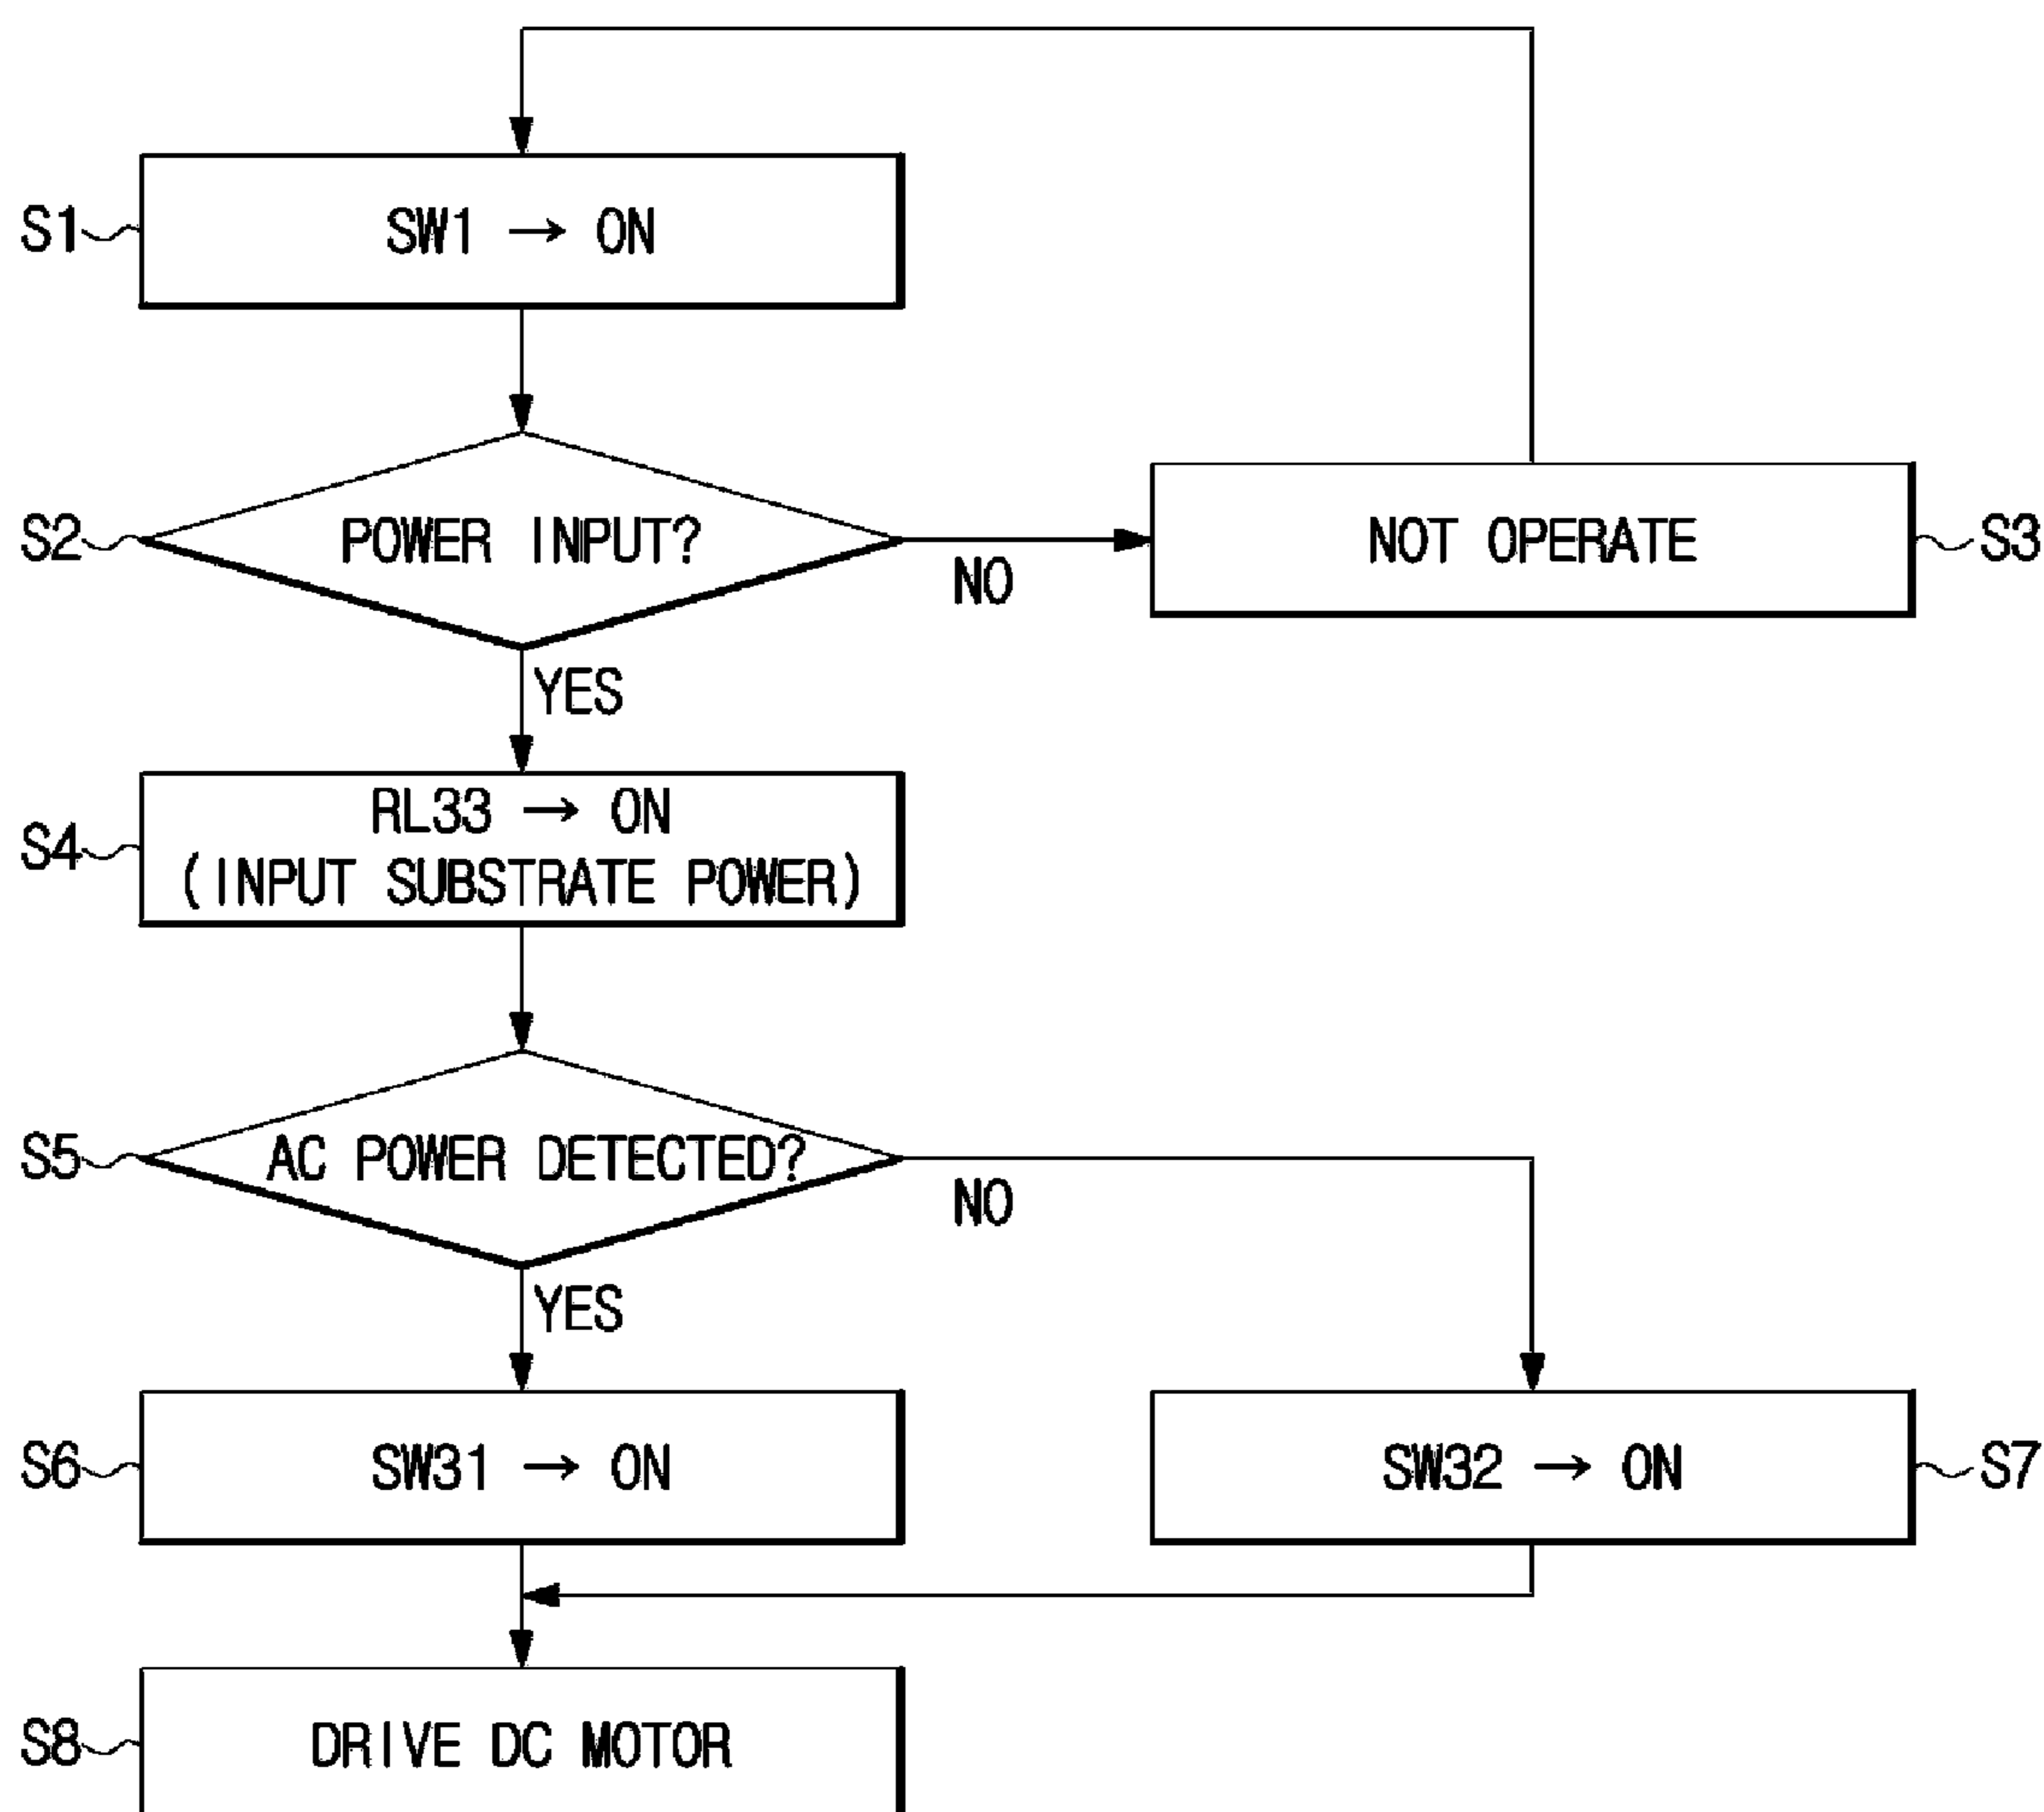 S1
SW1 → ON
S2
POWER INPUT?
NO
NOT OPERATE
S3
YES
S4
RL33 → ON
(INPUT SUBSTRATE POWER)
S5
AC POWER DETECTED?
NO
YES
S6
SW31 → ON
SW32 → ON
S7
S8
DRIVE DC MOTOR